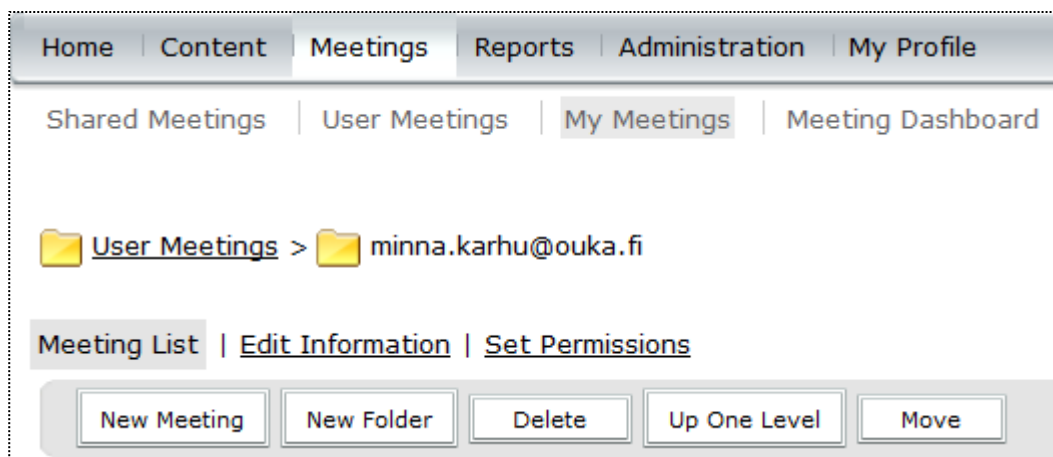 Home | Content | Meetings | Reports | Administration | My Profile
Shared Meetings | User Meetings | My Meetings | Meeting Dashboard
User Meetings > minna.karhu@ouka.fi
Meeting List | Edit Information | Set Permissions
New Meeting New Folder Delete Up One Level Move